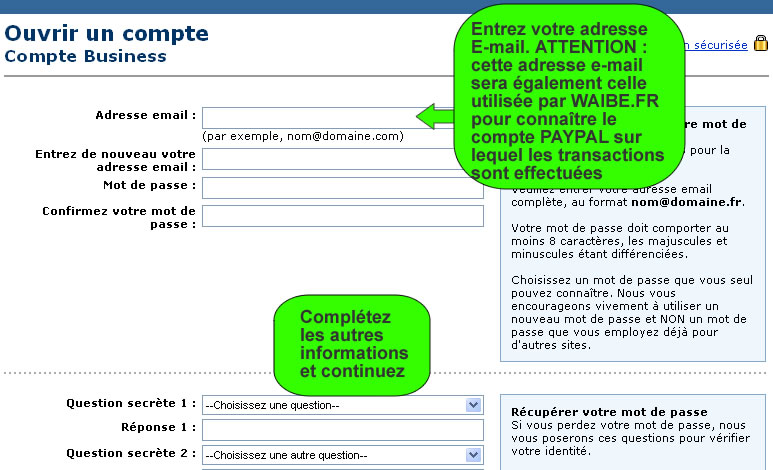 Ouvrir un compte
Compte Business
Entrez votre adresse
E-mail. ATTENTION :
cette adresse e-mail
sera également celle
utilisée par WAIBE.FR
pour connaître le
compte PAYPAL sur
lequel les transactions
sont effectuées
sécurisée
Adresse email :
(par exemple, nom@domaine.com)
Entrez de nouveau votre
adresse email :
Mot de passe :
Confirmez votre mot de
passe :
mot de
pour la
Veuillez entrer votre adresse email
complète, au format nom@domaine.fr.
Votre mot de passe doit comporter au
moins 8 caractères, les majuscules et
minuscules étant différenciées.
Choisissez un mot de passe que vous seul
pouvez connaître. Nous vous
encourageons vivement à utiliser un
nouveau mot de passe et NON un mot de
passe que vous employez déjà pour
d'autres sites.
Complétez
les autres
informations
et continuez
Question secrète 1 :
--Choisissez une question--
Réponse 1 :
Question secrète 2 :
--Choisissez une autre question--
Récupérer votre mot de passe
Si vous perdez votre mot de passe, nous
vous poserons ces questions pour vérifier
votre identité.